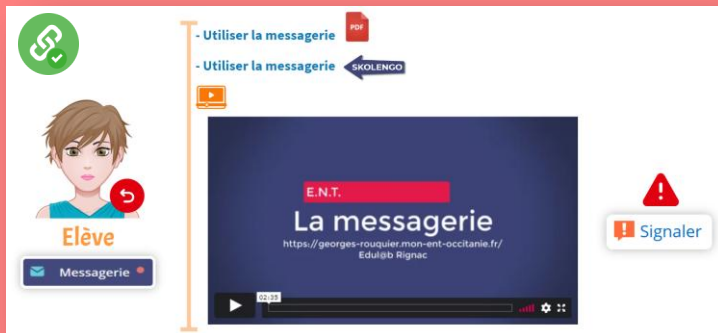 - Utiliser la messagerie PDF
- Utiliser la messagerie SKOLENGO
E.N.T.
La messagerie
https://georges-rouquier.mon-ent-occitanie.fr/
Edul@b Rignac
02:35
Elève
Messagerie
Signaler